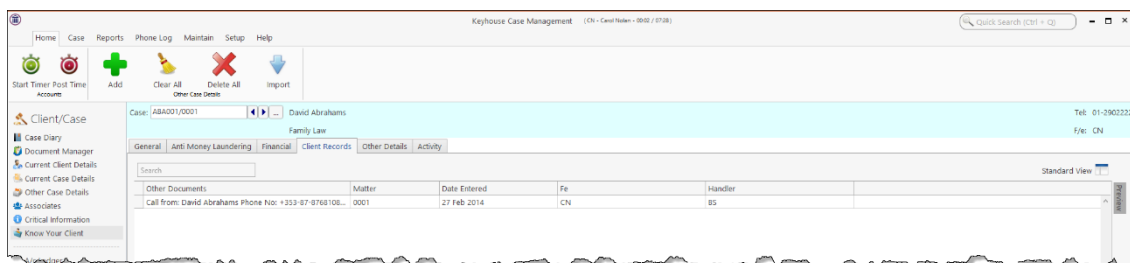 Keyhouse Case Management (CN - Carol Nolan - 0002 / 0728)
Quick Search (Ctrl + Q)
Home Case Reports Phone Log Maintain Setup Help
Start Timer Post Time Add Clear All Delete All Import
Accounts Other Case Details
Client/Case
Case Diary
Document Manager
Current Client Details
Current Case Details
Other Case Details
Associates
Critical Information
Know Your Client
Case: ABA001/0001 ... David Abrahams Tel: 01-2902222
Family Law F/e: CN
General Anti Money Laundering Financial Client Records Other Details Activity
Search Standard View
Other Documents Matter Date Entered Fe Handler
Call from: David Abrahams Phone No: +353-87-8768108... 0001 27 Feb 2014 CN BS
Preview